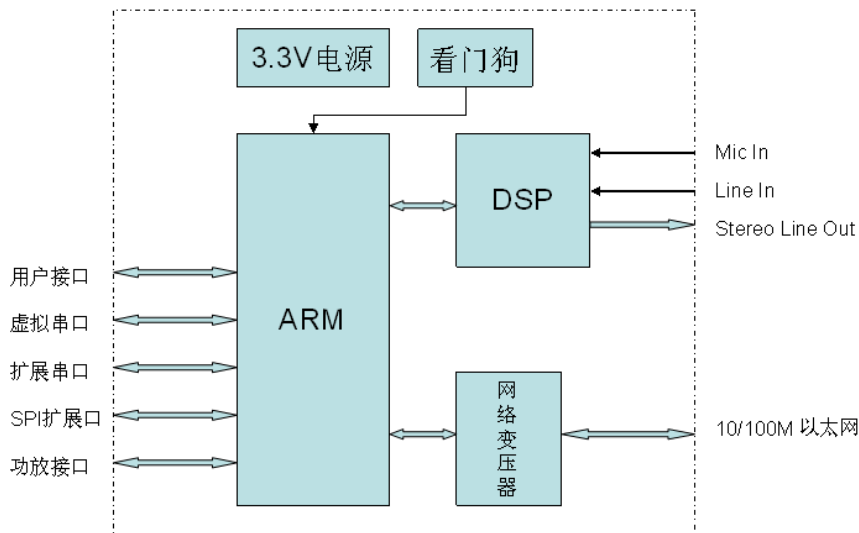 3.3V电源
看门狗
ARM
DSP
Mic In
Line In
Stereo Line Out
用户接口
虚拟串口
扩展串口
SPI扩展口
功放接口
网络变压器
10/100M 以太网